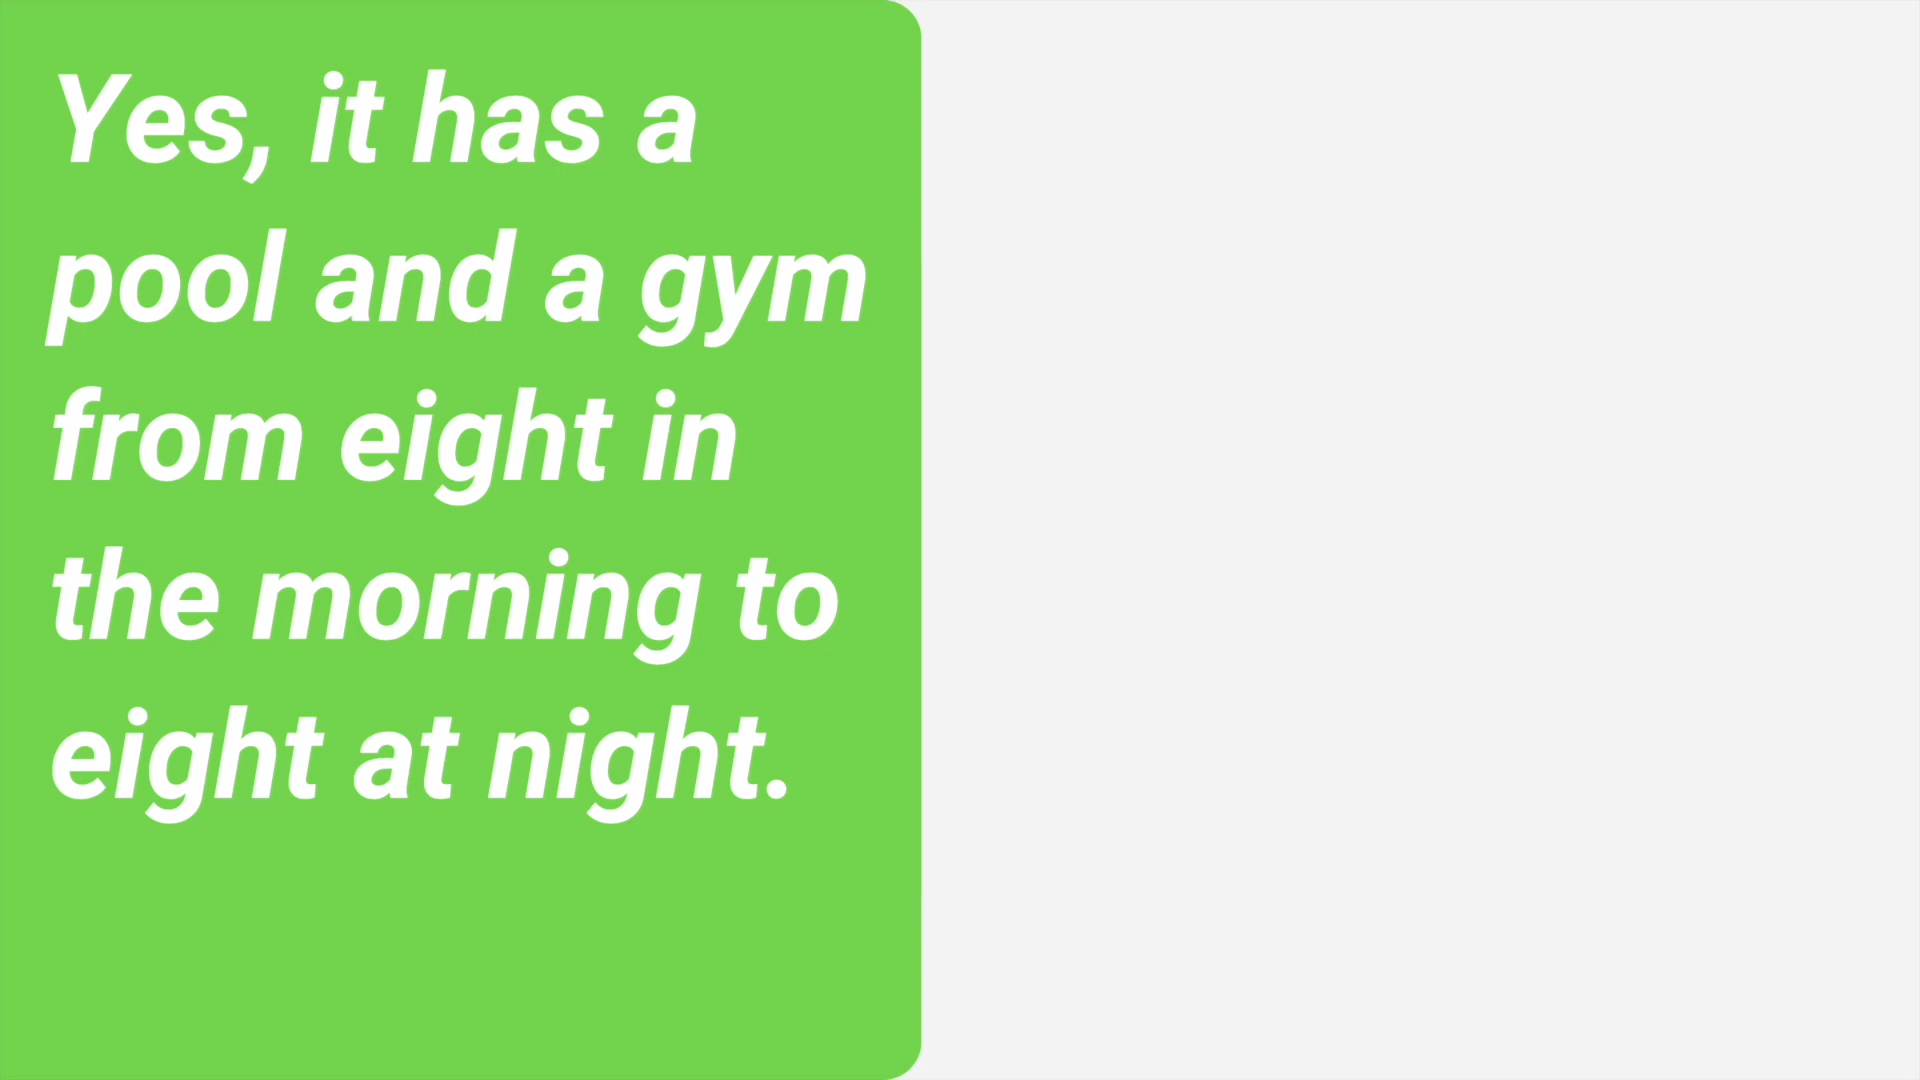 Yes, it has a
pool and a gym
from eight in
the morning to
eight at night.